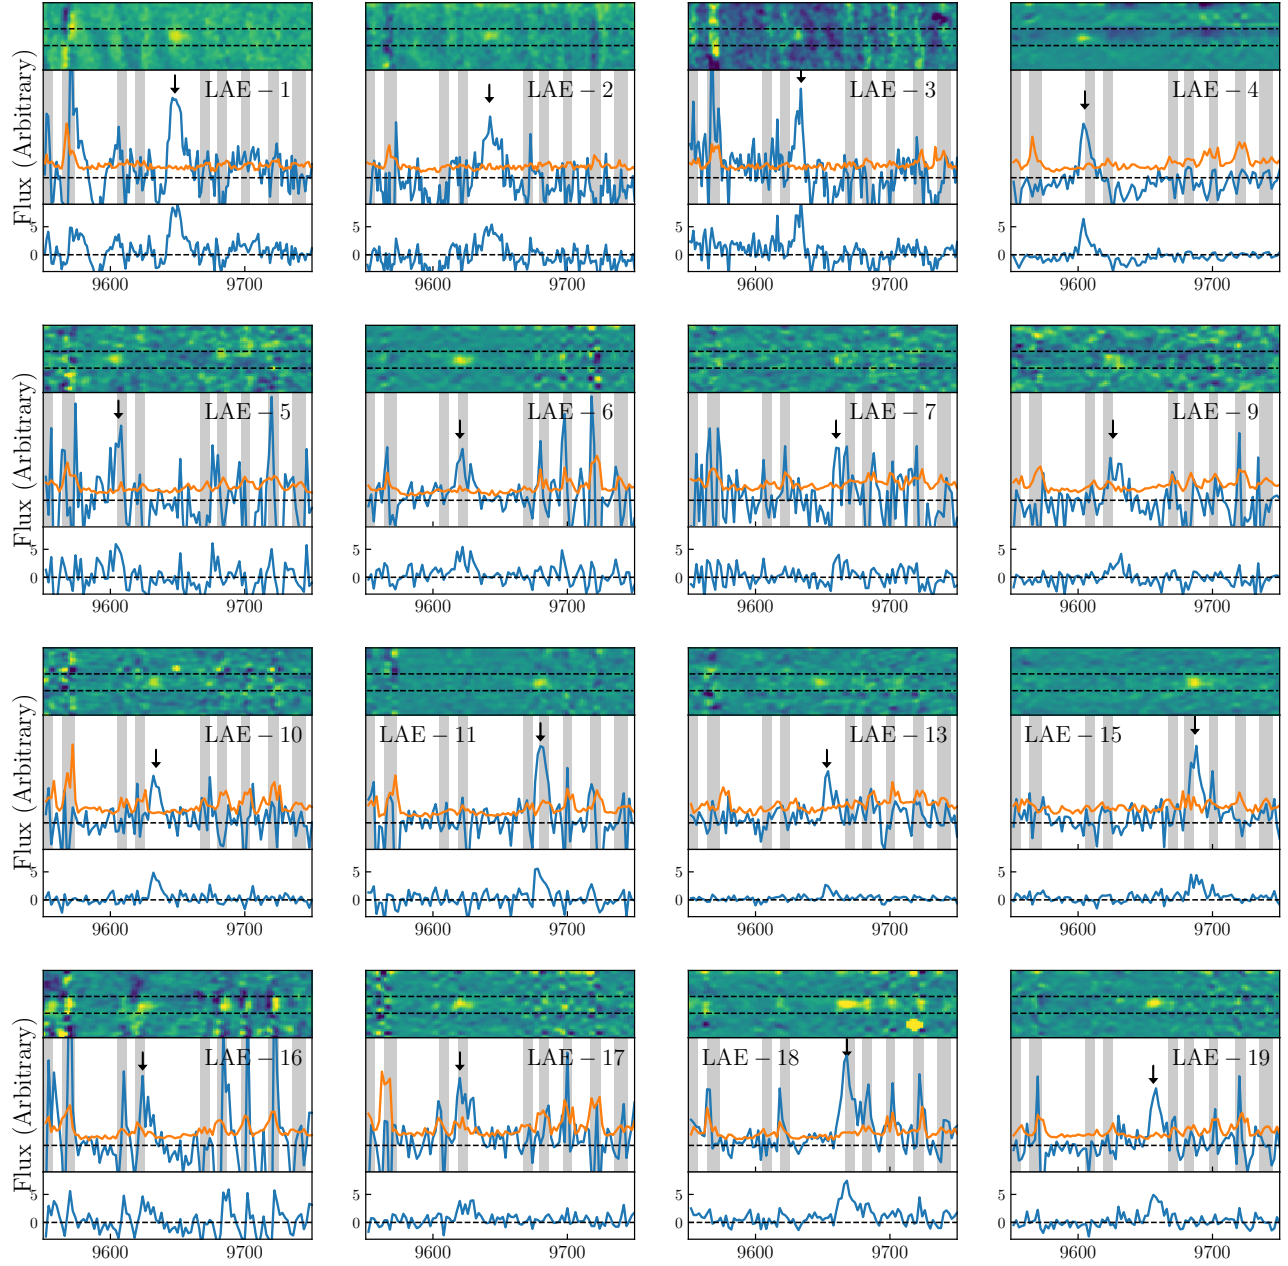 Flux (Arbitrary)
LAE − 1
LAE − 2
LAE − 3
LAE − 4
5
0
5
0
5
0
5
0
9600 9700
9600 9700
9600 9700
9600 9700
Flux (Arbitrary)
LAE − 5
LAE − 6
LAE − 7
LAE − 9
5
0
5
0
5
0
5
0
9600 9700
9600 9700
9600 9700
9600 9700
Flux (Arbitrary)
LAE − 10
LAE − 11
LAE − 13
LAE − 15
5
0
5
0
5
0
5
0
9600 9700
9600 9700
9600 9700
9600 9700
Flux (Arbitrary)
LAE − 16
LAE − 17
LAE − 18
LAE − 19
5
0
5
0
5
0
5
0
9600 9700
9600 9700
9600 9700
9600 9700